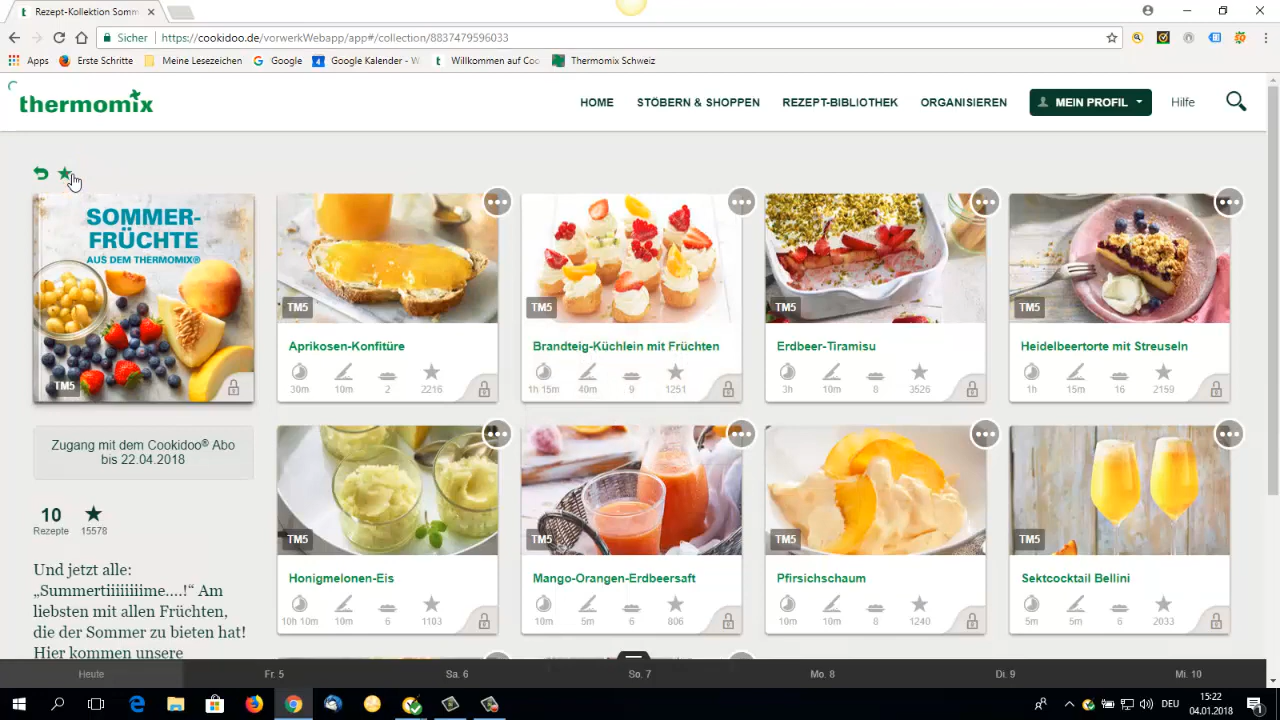 Rezept-Kollektion Somm
Sicher
https://cookidoo.de/vorwerkWebapp/app#/collection/8837479596033
Apps
Erste Schritte
Meine Lesezeichen
Google
Google Kalender - W
Willkommen auf Coo
Thermomix Schweiz
thermomix
HOME
STÖBERN & SHOPPEN
REZEPT-BIBLIOTHEK
ORGANISIEREN
MEIN PROFIL
Hilfe
SOMMER-
FRÜCHTE
AUS DEM THERMOMIX®
TM5
TM5
Aprikosen-Konfitüre
30m 10m 2 2216
TM5
Brandteig-Küchlein mit Früchten
1h 15m 40m 9 1251
TM5
Erdbeer-Tiramisu
3h 10m 8 3526
TM5
Heidelbeertorte mit Streuseln
1h 15m 16 2159
Zugang mit dem Cookidoo® Abo
bis 22.04.2018
10
Rezepte
15578
Und jetzt alle:
„Summertiiiiiiime....!“ Am
liebsten mit allen Früchten,
die der Sommer zu bieten hat!
Hier kommen unsere
TM5
Honigmelonen-Eis
10h 10m 10m 6 1103
TM5
Mango-Orangen-Erdbeersaft
10m 5m 6 806
TM5
Pfirsichschaum
10m 10m 8 1240
TM5
Sektcocktail Bellini
5m 5m 6 2033
Heute
Fr. 5
Sa. 6
So. 7
Mo. 8
Di. 9
Mi. 10
DEU
15:22
04.01.2018